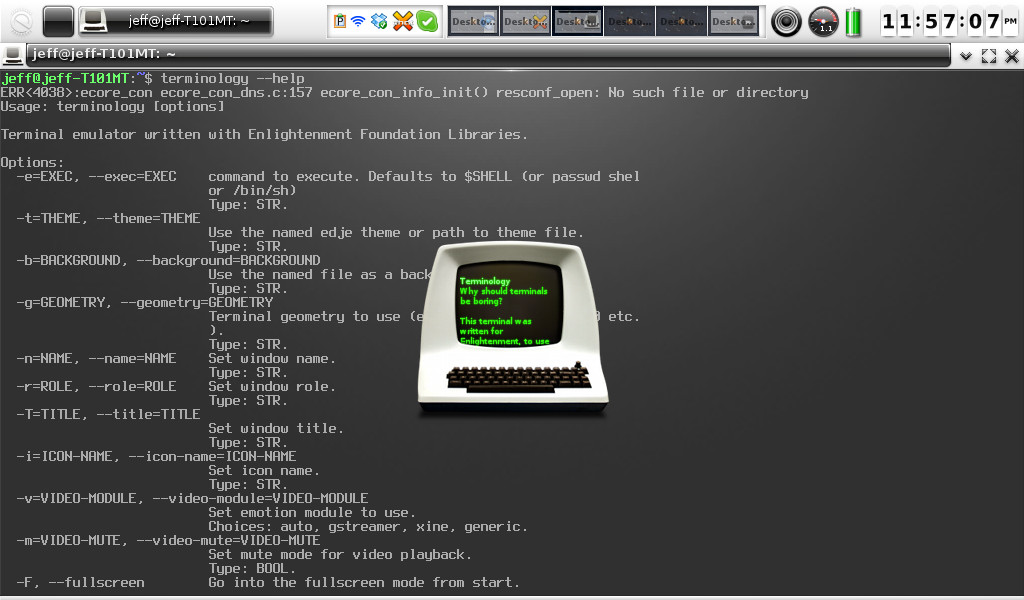 jeff@jeff-T101MT: ~
P
Deskto...
Deskto...
Deskto...
Deskto...
Deskto...
Deskto...
1.1
11:57:07 PM
jeff@jeff-T101MT: ~
jeff@jeff-T101MT:~$ terminology --help
ERR<4038>:ecore_con ecore_con_dns.c:157 ecore_con_info_init() resconf_open: No such file or directory
Usage: terminology [options]
Terminal emulator written with Enlightenment Foundation Libraries.
Options:
-e=EXEC, --exec=EXEC    command to execute. Defaults to $SHELL (or passwd shel
or /bin/sh)
Type: STR.
-t=THEME, --theme=THEME
Use the named edje theme or path to theme file.
Type: STR.
-b=BACKGROUND, --background=BACKGROUND
Use the named file as a back
Type: STR.
-g=GEOMETRY, --geometry=GEOMETRY
Terminal geometry to use (e etc.
).
Type: STR.
-n=NAME, --name=NAME    Set window name.
Type: STR.
-r=ROLE, --role=ROLE    Set window role.
Type: STR.
-T=TITLE, --title=TITLE
Set window title.
Type: STR.
-i=ICON-NAME, --icon-name=ICON-NAME
Set icon name.
Type: STR.
-v=VIDEO-MODULE, --video-module=VIDEO-MODULE
Set emotion module to use.
Choices: auto, gstreamer, xine, generic.
-m=VIDEO-MUTE, --video-mute=VIDEO-MUTE
Set mute mode for video playback.
Type: BOOL.
-F, --fullscreen        Go into the fullscreen mode from start.
Terminology
Why should terminals
be boring?
This terminal was
written for
Enlightenment, to use